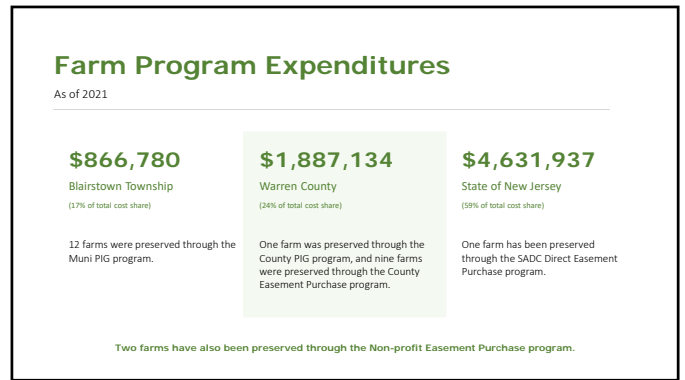 Farm Program Expenditures
As of 2021
$866,780
Blairstown Township
(17% of total cost share)
12 farms were preserved through the
Muni PIG program.
$1,887,134
Warren County
(24% of total cost share)
One farm was preserved through the
County PIG program, and nine farms
were preserved through the County
Easement Purchase program.
$4,631,937
State of New Jersey
(59% of total cost share)
One farm has been preserved
through the SADC Direct Easement
Purchase program.
Two farms have also been preserved through the Non-profit Easement Purchase program.